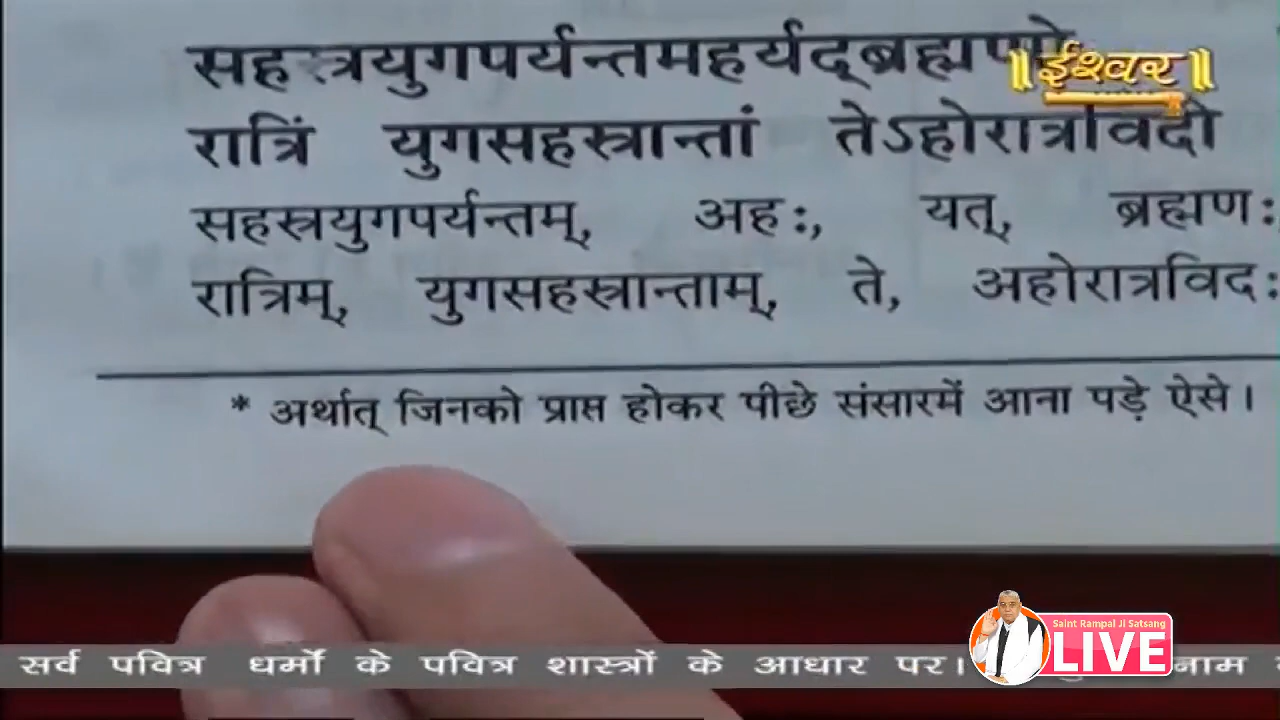 सहस्त्रयुगपर्यन्तमहर्यद्ब्रह्मणो
॥ ईश्वर ॥
रात्रिं युगसहस्त्रान्तां तेऽहोरात्रविदो
सहस्त्रयुगपर्यन्तम्, अहः, यत्, ब्रह्मणः
रात्रिम्, युगसहस्त्रान्ताम्, ते, अहोरात्रविदः
* अर्थात् जिनको प्राप्त होकर पीछे संसारमें आना पड़े ऐसे।
Saint Rampal Ji Satsang
LIVE
सर्व पवित्र धर्मों के पवित्र शास्त्रों के आधार पर। नाम